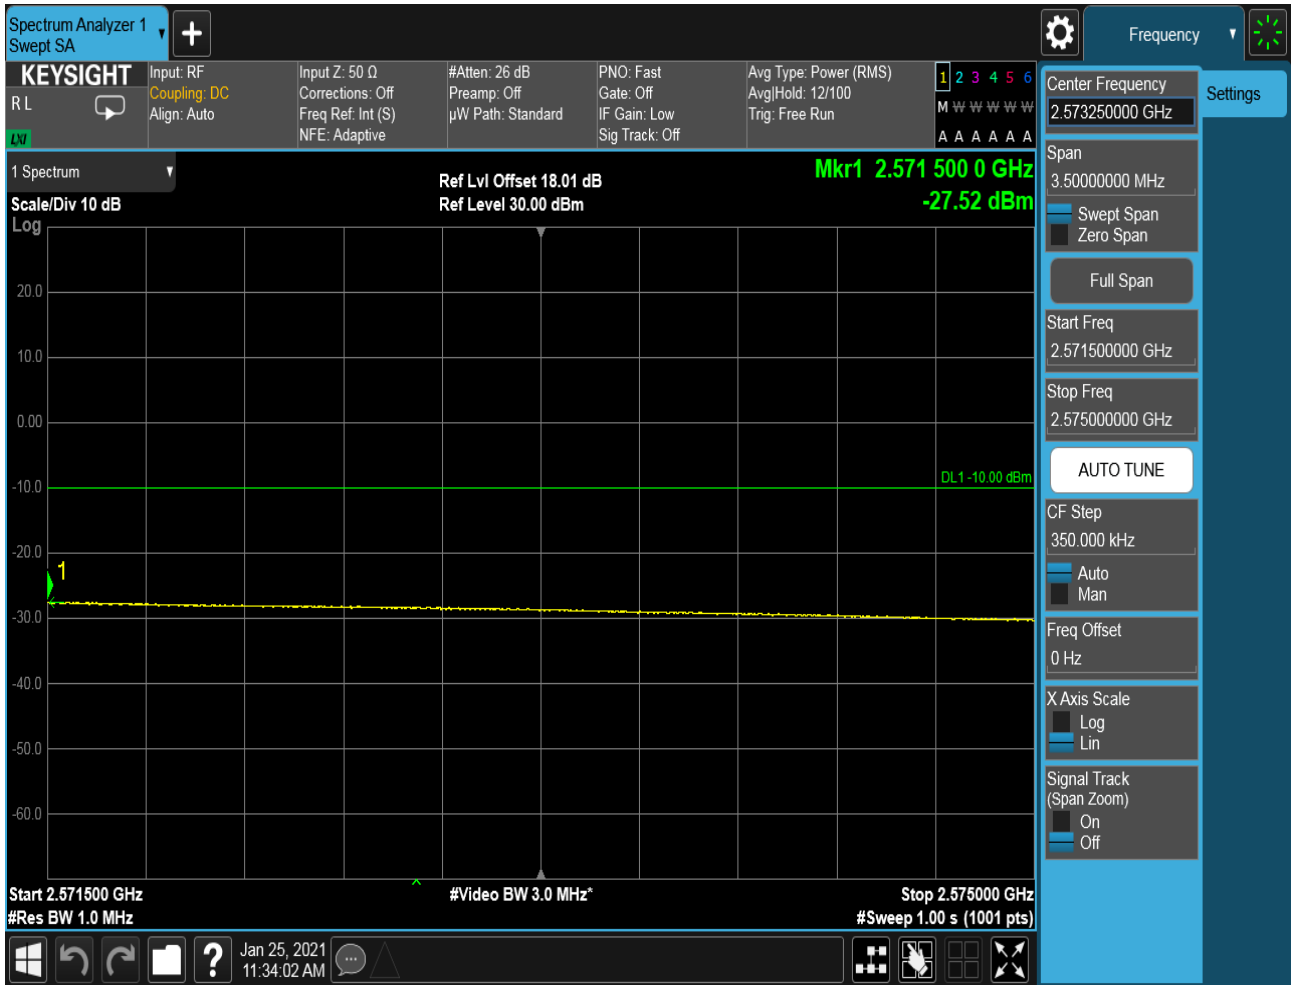 Spectrum Analyzer 1
Swept SA
Frequency
KEYSIGHT
R L
LXI
Input: RF
Coupling: DC
Align: Auto
Input Z: 50 Ω
Corrections: Off
Freq Ref: Int (S)
NFE: Adaptive
#Atten: 26 dB
Preamp: Off
µW Path: Standard
PNO: Fast
Gate: Off
IF Gain: Low
Sig Track: Off
Avg Type: Power (RMS)
Avg|Hold: 12/100
Trig: Free Run
1 2 3 4 5 6
M W W W W W
A A A A A A
1 Spectrum
Scale/Div 10 dB
Log
Ref Lvl Offset 18.01 dB
Ref Level 30.00 dBm
Mkr1 2.571 500 0 GHz
-27.52 dBm
20.0
10.0
0.00
-10.0
-20.0
-30.0
-40.0
-50.0
-60.0
DL1 -10.00 dBm
1
Start 2.571500 GHz
#Res BW 1.0 MHz
#Video BW 3.0 MHz*
Stop 2.575000 GHz
#Sweep 1.00 s (1001 pts)
Center Frequency
2.573250000 GHz
Settings
Span
3.50000000 MHz
Swept Span
Zero Span
Full Span
Start Freq
2.571500000 GHz
Stop Freq
2.575000000 GHz
AUTO TUNE
CF Step
350.000 kHz
Auto
Man
Freq Offset
0 Hz
X Axis Scale
Log
Lin
Signal Track
(Span Zoom)
On
Off
?
Jan 25, 2021
11:34:02 AM